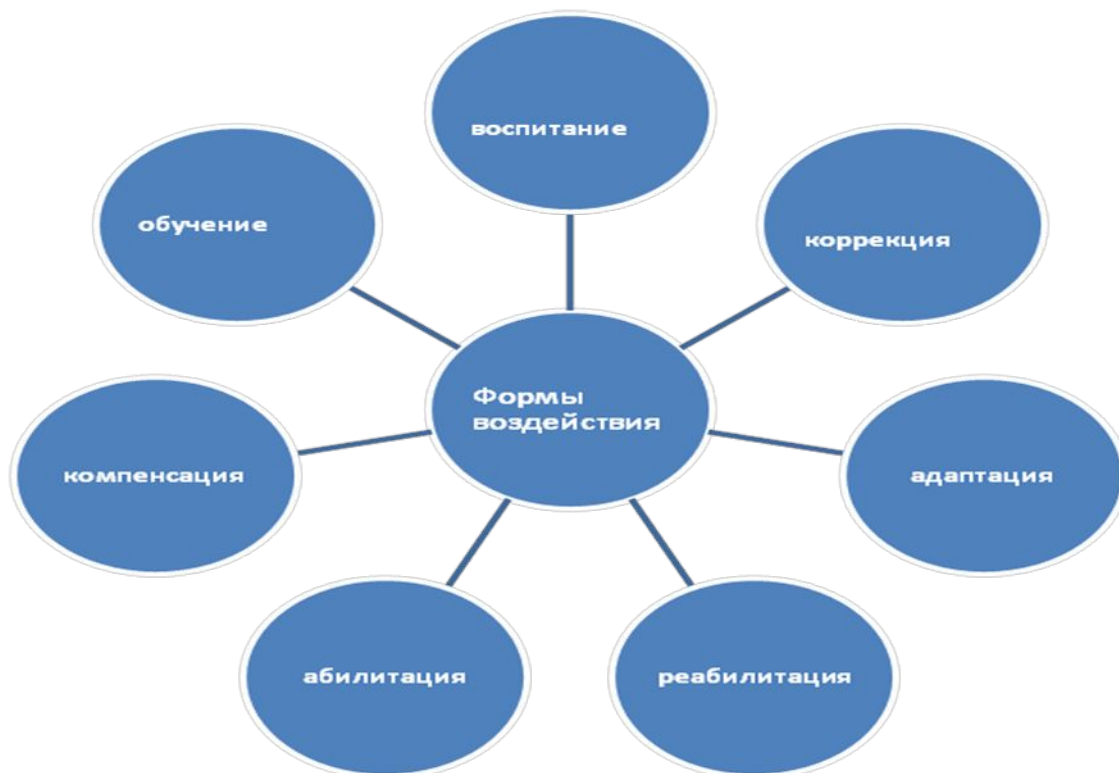 воспитание
обучение
коррекция
Формы
воздействия
компенсация
адаптация
абилитация
реабилитация